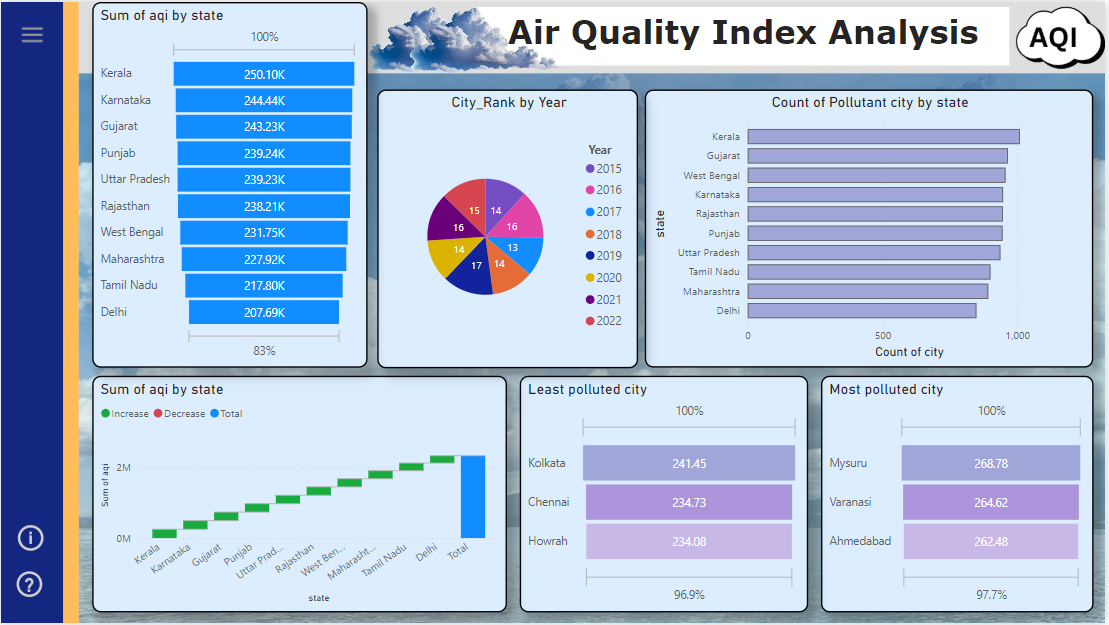 Air Quality Index Analysis
AQI
Sum of aqi by state
100%
Kerala 250.10K
Karnataka 244.44K
Gujarat 243.23K
Punjab 239.24K
Uttar Pradesh 239.23K
Rajasthan 238.21K
West Bengal 231.75K
Maharashtra 227.92K
Tamil Nadu 217.80K
Delhi 207.69K
83%
City_Rank by Year
14
16
13
14
17
14
16
15
Year
2015
2016
2017
2018
2019
2020
2021
2022
Count of Pollutant city by state
state
Kerala
Gujarat
West Bengal
Karnataka
Rajasthan
Punjab
Uttar Pradesh
Tamil Nadu
Maharashtra
Delhi
0 500 1,000
Count of city
Sum of aqi by state
Increase Decrease Total
Sum of aqi
2M
0M
Kerala Karnataka Gujarat Punjab Uttar Prad... Rajasthan West Ben... Maharasht... Tamil Nadu Delhi Total
state
Least polluted city
100%
Kolkata 241.45
Chennai 234.73
Howrah 234.08
96.9%
Most polluted city
100%
Mysuru 268.78
Varanasi 264.62
Ahmedabad 262.48
97.7%